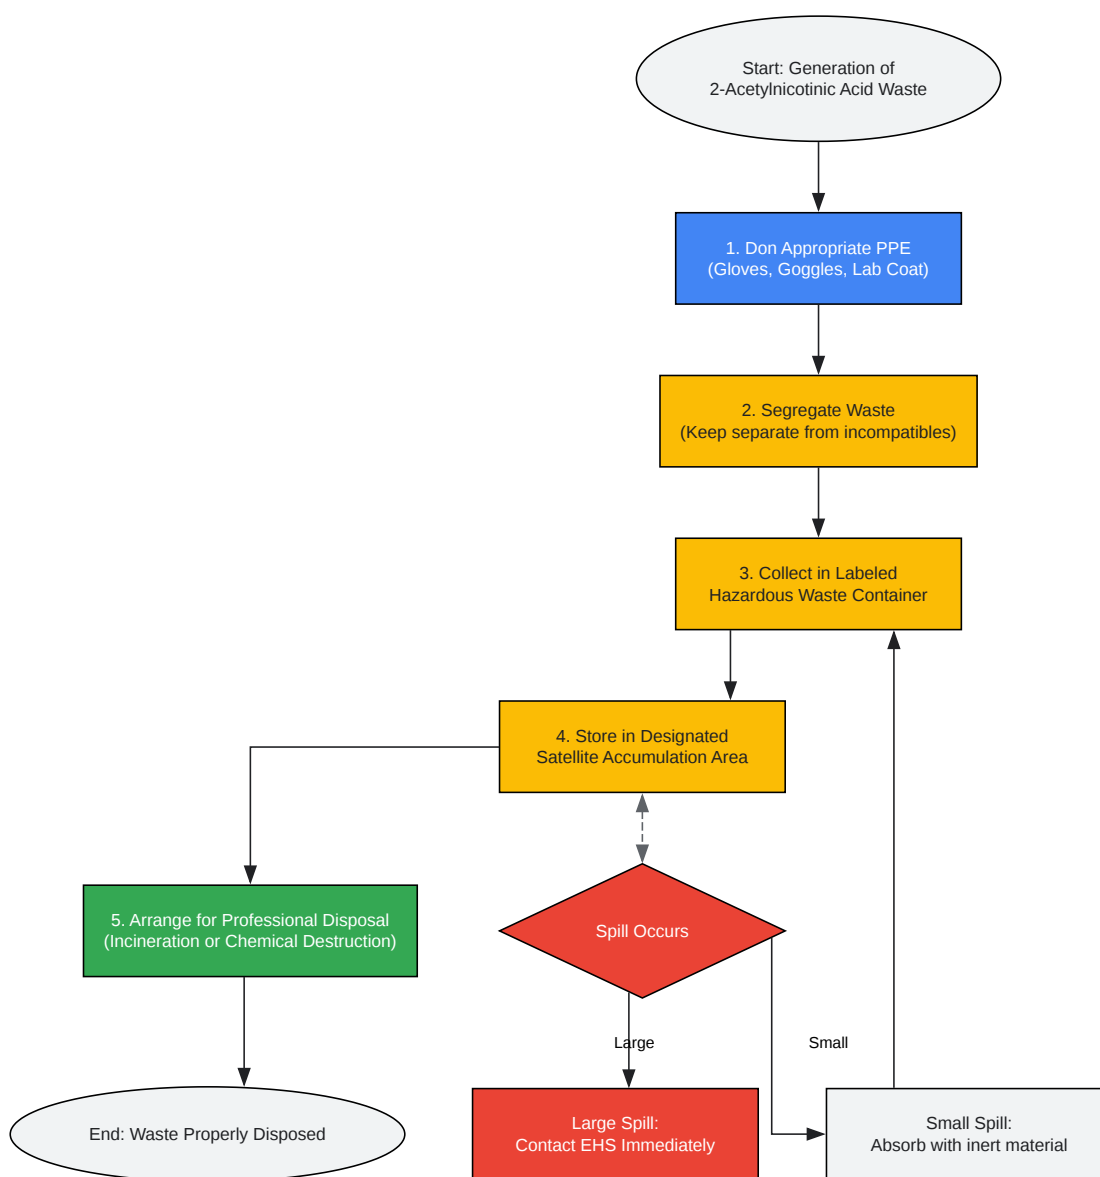 Start: Generation of
2-Acetylnicotinic Acid Waste
1. Don Appropriate PPE
(Gloves, Goggles, Lab Coat)
2. Segregate Waste
(Keep separate from incompatibles)
3. Collect in Labeled
Hazardous Waste Container
4. Store in Designated
Satellite Accumulation Area
5. Arrange for Professional Disposal
(Incineration or Chemical Destruction)
Spill Occurs
Large
Small
End: Waste Properly Disposed
Large Spill:
Contact EHS Immediately
Small Spill:
Absorb with inert material